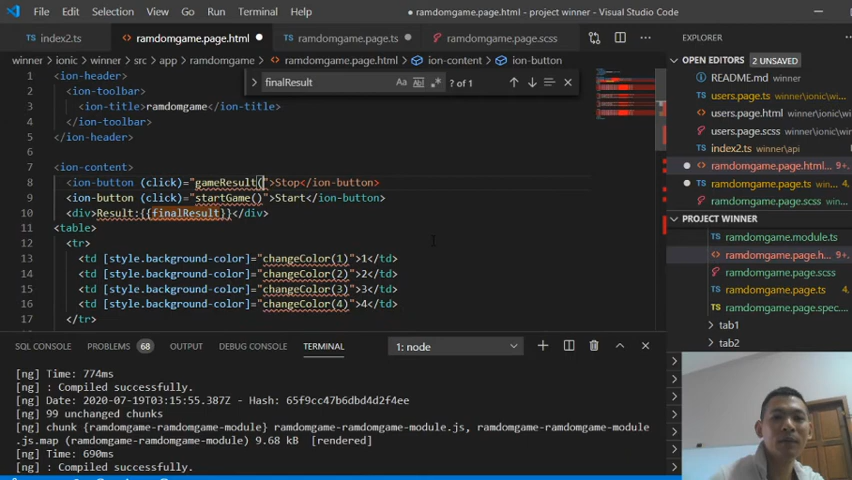 File Edit Selection View Go Run Terminal Help ● ramdomgame.page.html - project winner - Visual Studio Code
TS index2.ts ramdomgame.page.html ● TS ramdomgame.page.ts ● ramdomgame.page.scss
winner > ionic > winner > src > app > ramdomgame > ramdomgame.page.html > ion-content > ion-button
finalResult Aa Abl .* ? of 1
1 <ion-header>
2 <ion-toolbar>
3 <ion-title>ramdomgame</ion-title>
4 </ion-toolbar>
5 </ion-header>
6
7 <ion-content>
8 <ion-button (click)="gameResult(">Stop</ion-button>
9 <ion-button (click)="startGame()">Start</ion-button>
10 <div>Result:{{finalResult}}</div>
11 <table>
12 <tr>
13 <td [style.background-color]="changeColor(1)">1</td>
14 <td [style.background-color]="changeColor(2)">2</td>
15 <td [style.background-color]="changeColor(3)">3</td>
16 <td [style.background-color]="changeColor(4)">4</td>
17 </tr>
SQL CONSOLE PROBLEMS 68 OUTPUT DEBUG CONSOLE TERMINAL 1: node
[ng] Time: 774ms
[ng] : Compiled successfully.
[ng] Date: 2020-07-19T03:15:55.387Z - Hash: 65f9cc47b6dbd4d2f4ee
[ng] 99 unchanged chunks
[ng] chunk {ramdomgame-ramdomgame-module} ramdomgame-ramdomgame-module.js, ramdomgame-ramdomgame-module
.js.map (ramdomgame-ramdomgame-module) 9.68 kB [rendered]
[ng] Time: 690ms
[ng] : Compiled successfully.
EXPLORER
OPEN EDITORS 2 UNSAVED
README.md
TS users.page.ts winner\ionic\win...
users.page.html winner\ionic\...
users.page.scss winner\ionic\...
TS index2.ts winner\api
ramdomgame.page.html...
TS ramdomgame.page.ts wi... 4
ramdomgame.page.scss wi...
PROJECT WINNER
TS ramdomgame.module.ts
ramdomgame.page.h...
ramdomgame.page.scss
TS ramdomgame.page.ts 4
TS ramdomgame.page.spec...
tab1
tab2